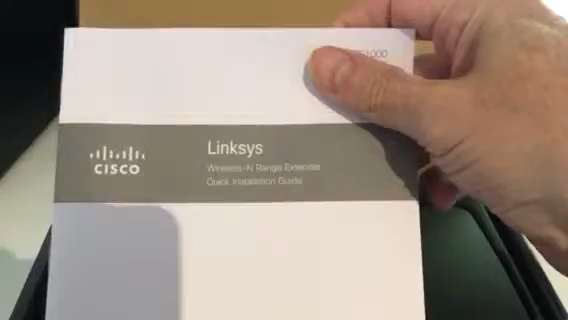 Linksys
CISCO
Wireless-N Range Extender
Quick Installation Guide